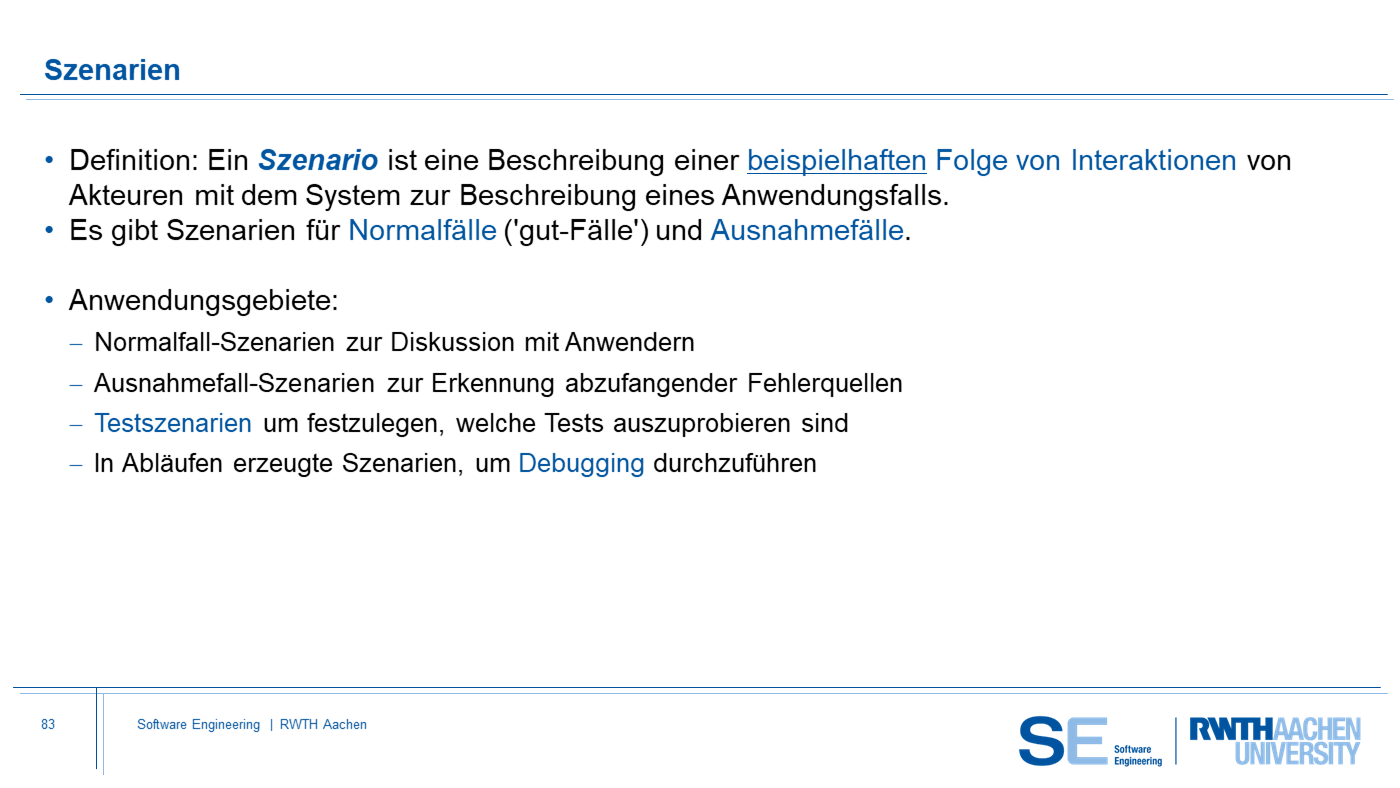 Szenarien
• Definition: Ein Szenario ist eine Beschreibung einer beispielhaften Folge von Interaktionen von
Akteuren mit dem System zur Beschreibung eines Anwendungsfalls.
• Es gibt Szenarien für Normalfälle ('gut-Fälle') und Ausnahmefälle.
• Anwendungsgebiete:
– Normalfall-Szenarien zur Diskussion mit Anwendern
– Ausnahmefall-Szenarien zur Erkennung abzufangender Fehlerquellen
– Testszenarien um festzulegen, welche Tests auszuprobieren sind
– In Abläufen erzeugte Szenarien, um Debugging durchzuführen
83
Software Engineering | RWTH Aachen
SE Software
Engineering
RWTHAACHEN
UNIVERSITY